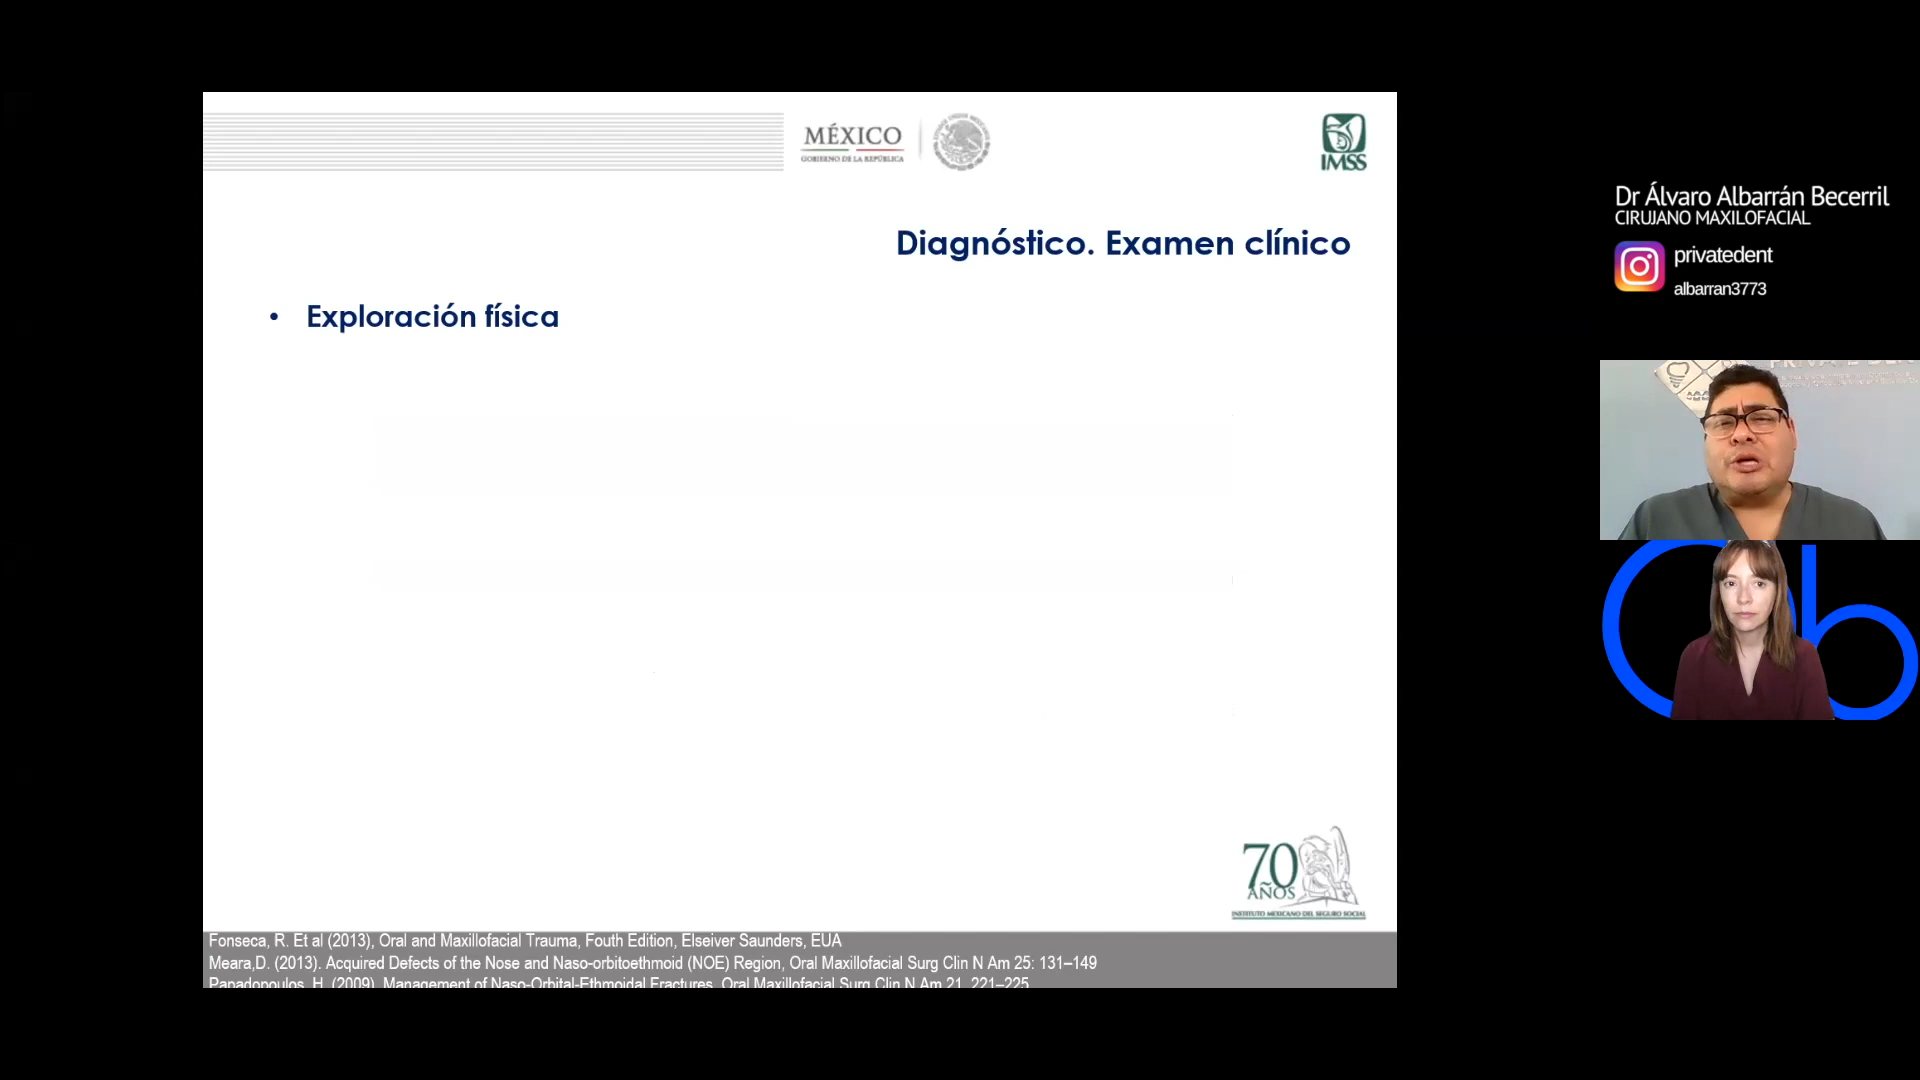 MÉXICO
GOBIERNO DE LA REPÚBLICA
IMSS
Diagnóstico. Examen clínico
• Exploración física
70
AÑOS
INSTITUTO MEXICANO DEL SEGURO SOCIAL
Fonseca, R. Et al (2013), Oral and Maxillofacial Trauma, Fouth Edition, Elseiver Saunders, EUA
Meara,D. (2013). Acquired Defects of the Nose and Naso-orbitoethmoid (NOE) Region, Oral Maxillofacial Surg Clin N Am 25: 131–149
Papadopoulos, H. (2009). Management of Naso-Orbital-Ethmoidal Fractures, Oral Maxillofacial Surg Clin N Am 21, 221–225
Dr Álvaro Albarrán Becerril
CIRUJANO MAXILOFACIAL
privatedent
albarran3773